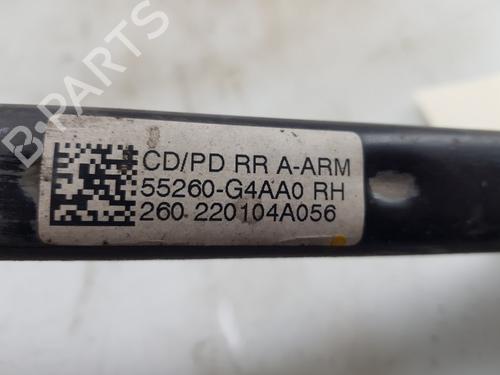 B-PARTS
CD/PD RR A-ARM
55260-G4AA0 RH
260 220104A056